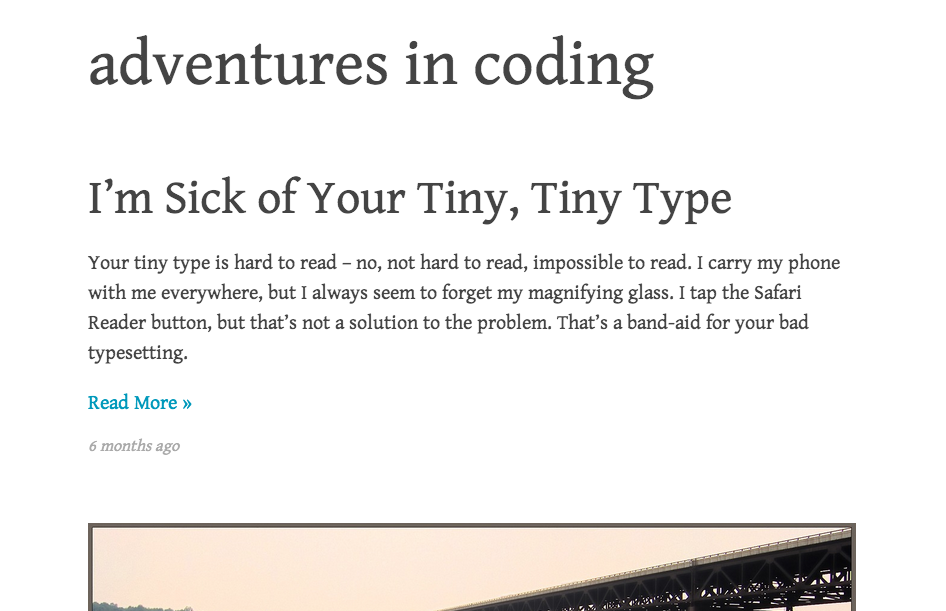 adventures in coding
I’m Sick of Your Tiny, Tiny Type
Your tiny type is hard to read – no, not hard to read, impossible to read. I carry my phone
with me everywhere, but I always seem to forget my magnifying glass. I tap the Safari
Reader button, but that’s not a solution to the problem. That’s a band-aid for your bad
typesetting.
Read More »
6 months ago